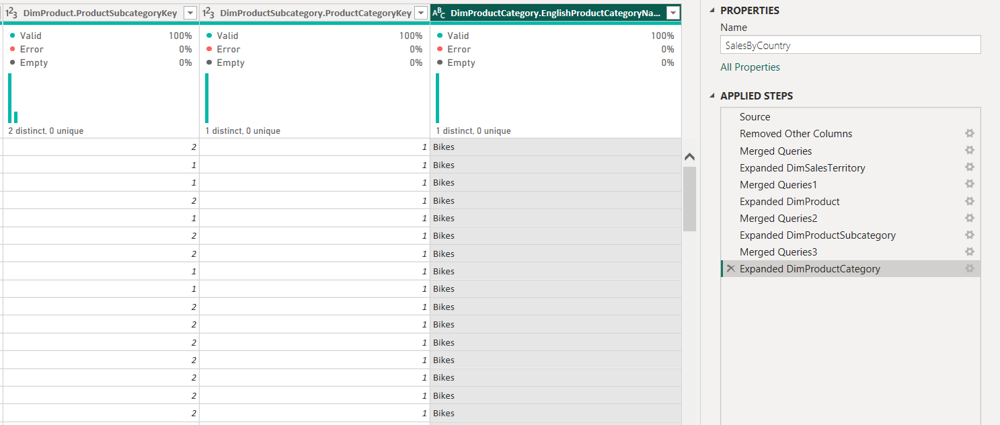 123 DimProduct.ProductSubcategoryKey 123 DimProductSubcategory.ProductCategoryKey ABC DimProductCategory.EnglishProductCategoryNa...
Valid 100% Valid 100% Valid 100%
Error 0% Error 0% Error 0%
Empty 0% Empty 0% Empty 0%
2 distinct, 0 unique 1 distinct, 0 unique 1 distinct, 0 unique
2 1 Bikes
1 1 Bikes
1 1 Bikes
2 1 Bikes
1 1 Bikes
2 1 Bikes
2 1 Bikes
1 1 Bikes
1 1 Bikes
2 1 Bikes
2 1 Bikes
2 1 Bikes
2 1 Bikes
2 1 Bikes
2 1 Bikes
2 1 Bikes
PROPERTIES
Name
SalesByCountry
All Properties
APPLIED STEPS
Source
Removed Other Columns
Merged Queries
Expanded DimSalesTerritory
Merged Queries1
Expanded DimProduct
Merged Queries2
Expanded DimProductSubcategory
Merged Queries3
Expanded DimProductCategory